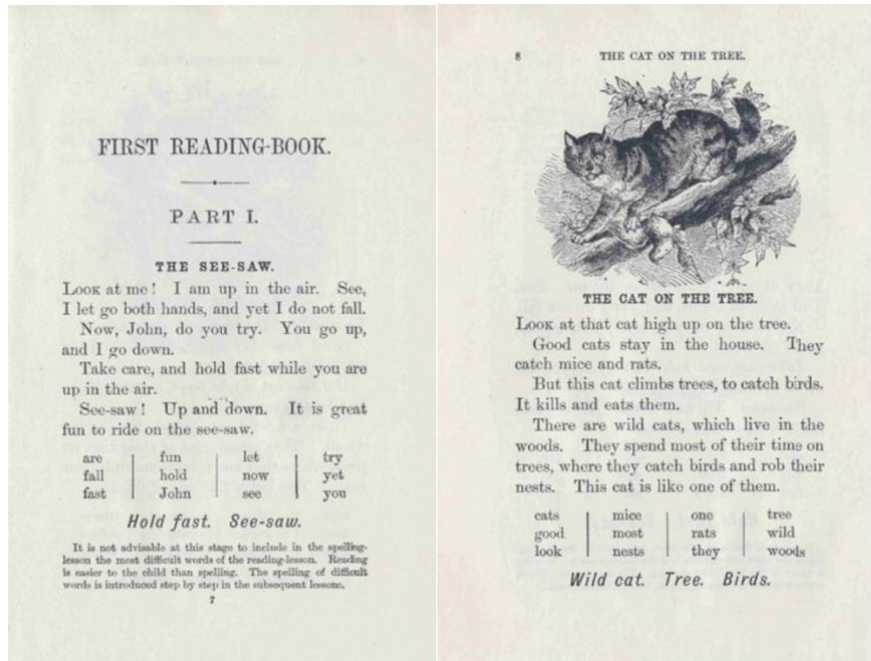 FIRST READING-BOOK.
PART I.
THE SEE-SAW.
LOOK at me! I am up in the air. See,
I let go both hands, and yet I do not fall.
Now, John, do you try. You go up,
and I go down.
Take care, and hold fast while you are
up in the air.
See-saw! Up and down. It is great
fun to ride on the see-saw.
are fun let try
fall hold now yet
fast John see you
Hold fast. See-saw.
It is not advisable at this stage to include in the spelling-
lesson the most difficult words of the reading-lesson. Reading
is easier to the child than spelling. The spelling of difficult
words is introduced step by step in the subsequent lessons.
7
8 THE CAT ON THE TREE.
THE CAT ON THE TREE.
LOOK at that cat high up on the tree.
Good cats stay in the house. They
catch mice and rats.
But this cat climbs trees, to catch birds.
It kills and eats them.
There are wild cats, which live in the
woods. They spend most of their time on
trees, where they catch birds and rob their
nests. This cat is like one of them.
cats mice one tree
good most rats wild
look nests they woods
Wild cat. Tree. Birds.